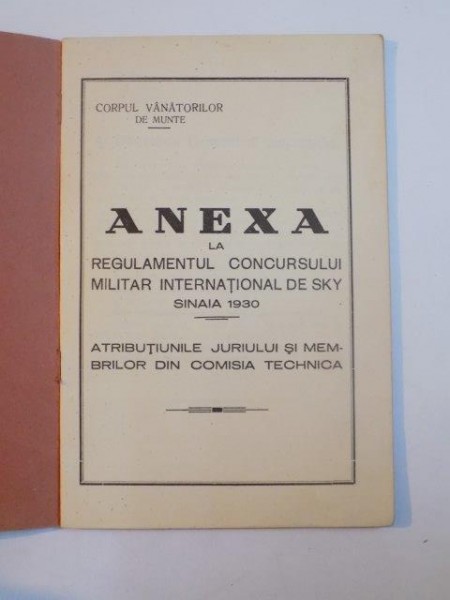 CORPUL VÂNĂTORILOR
DE MUNTE
ANEXA
LA
REGULAMENTUL CONCURSULUI
MILITAR INTERNAȚIONAL DE SKY
SINAIA 1930
ATRIBUȚIUNILE JURIULUI ȘI MEM-
BRILOR DIN COMISIA TECHNICA